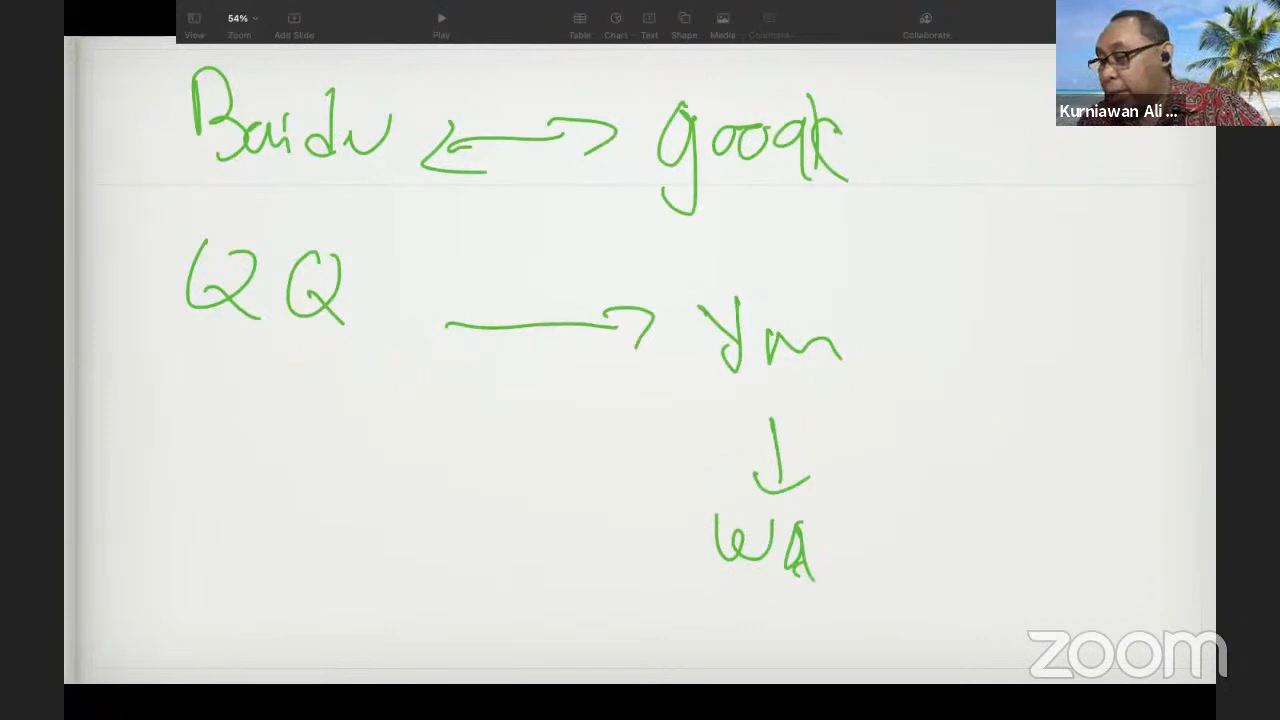 54%
View
Zoom
Add Slide
Play
Table
Chart
Text
Shape
Media
Comment
Collaborate
Kurniawan Ali ...
Baidu
google
QQ
Ym
WA
zoom